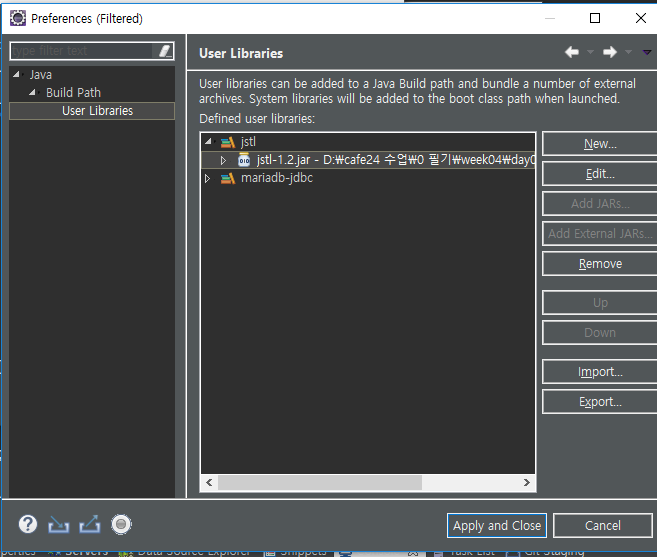 Preferences (Filtered)
type filter text
Java
Build Path
User Libraries
User Libraries
User libraries can be added to a Java Build path and bundle a number of external
archives. System libraries will be added to the boot class path when launched.
Defined user libraries:
jstl
jstl-1.2.jar - D:₩cafe24 수업₩0 필기₩week04₩day0
mariadb-jdbc
New...
Edit...
Add JARs...
Add External JARs...
Remove
Up
Down
Import...
Export...
Apply and Close
Cancel
Servers
Data Source Explorer
Snippets
Task List
Git Staging